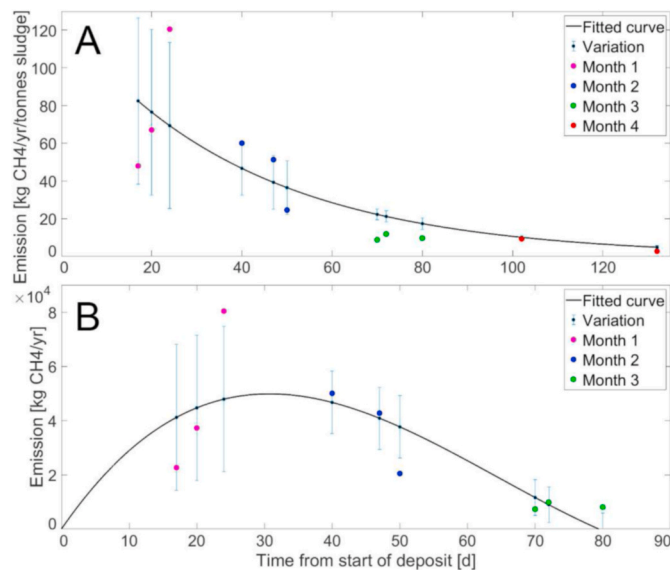 A
Emission [kg CH4/yr/tonnes sludge]
120
100
80
60
40
20
0
0
20
40
60
80
100
120
Fitted curve
Variation
Month 1
Month 2
Month 3
Month 4
B
×10⁴
Emission [kg CH4/yr]
8
6
4
2
0
0
10
20
30
40
50
60
70
80
90
Fitted curve
Variation
Month 1
Month 2
Month 3
Time from start of deposit [d]